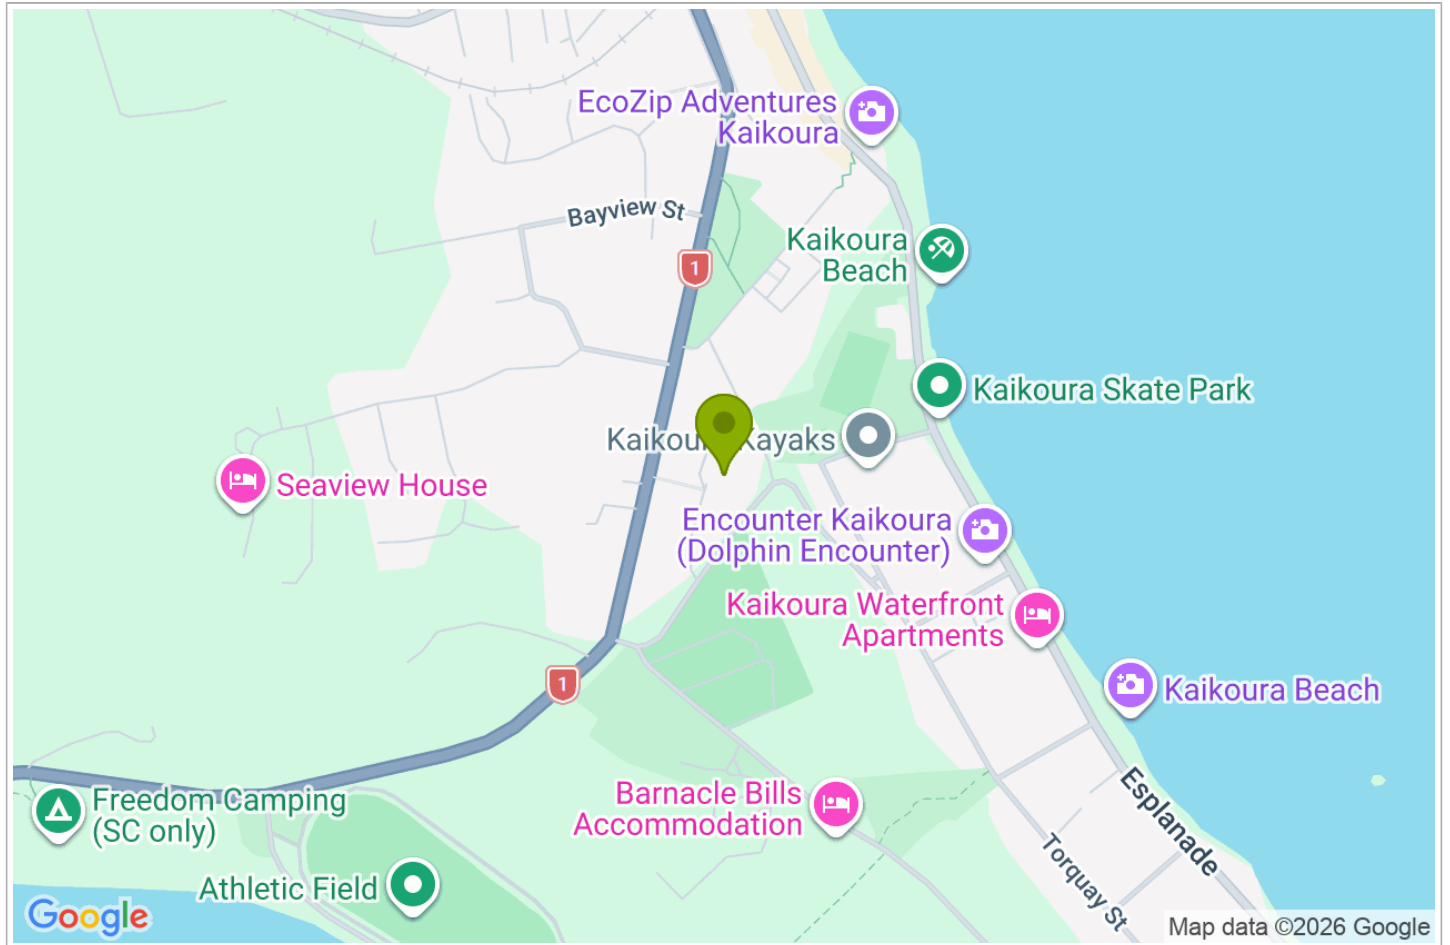 EcoZip Adventures
Kaikoura
Bayview St
Kaikoura
Beach
1
Kaikoura Skate Park
Kaikoura Kayaks
Seaview House
Encounter Kaikoura
(Dolphin Encounter)
Kaikoura Waterfront
Apartments
1
Kaikoura Beach
Freedom Camping
(SC only)
Barnacle Bills
Accommodation
Esplanade
Torquay St
Athletic Field
Google
Map data ©2026 Google